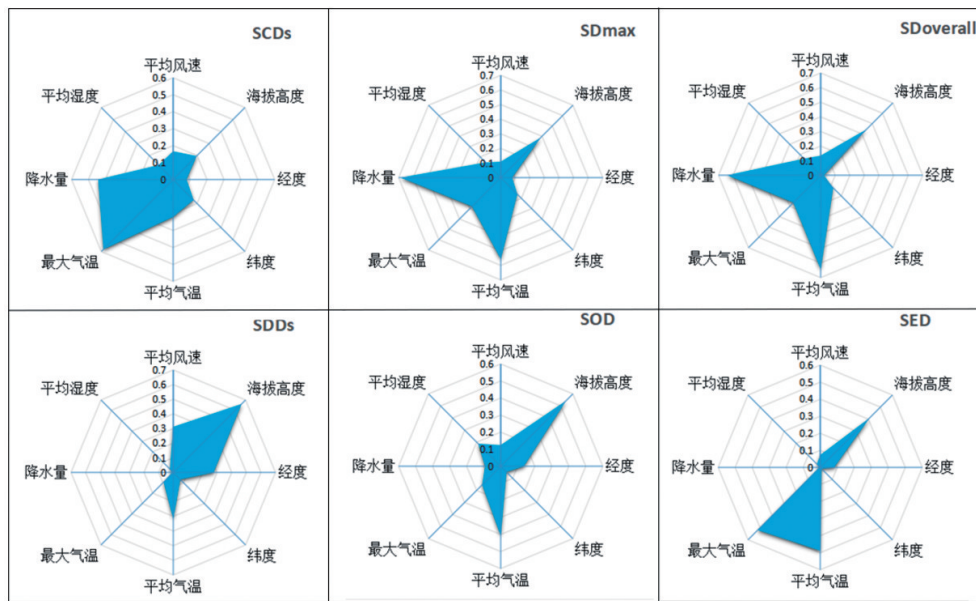 SCDs
平均风速
0.6
0.5
0.4
0.3
0.2
0.1
0
平均湿度
海拔高度
降水量
经度
最大气温
纬度
平均气温
SDmax
平均风速
0.7
0.6
0.5
0.4
0.3
0.2
0.1
0
平均湿度
海拔高度
降水量
经度
最大气温
纬度
平均气温
SDoverall
平均风速
0.7
0.6
0.5
0.4
0.3
0.2
0.1
0
平均湿度
海拔高度
降水量
经度
最大气温
纬度
平均气温
SDDs
平均风速
0.7
0.6
0.5
0.4
0.3
0.2
0.1
0
平均湿度
海拔高度
降水量
经度
最大气温
纬度
平均气温
SOD
平均风速
0.6
0.5
0.4
0.3
0.2
0.1
0
平均湿度
海拔高度
降水量
经度
最大气温
纬度
平均气温
SED
平均风速
0.6
0.5
0.4
0.3
0.2
0.1
0
平均湿度
海拔高度
降水量
经度
最大气温
纬度
平均气温